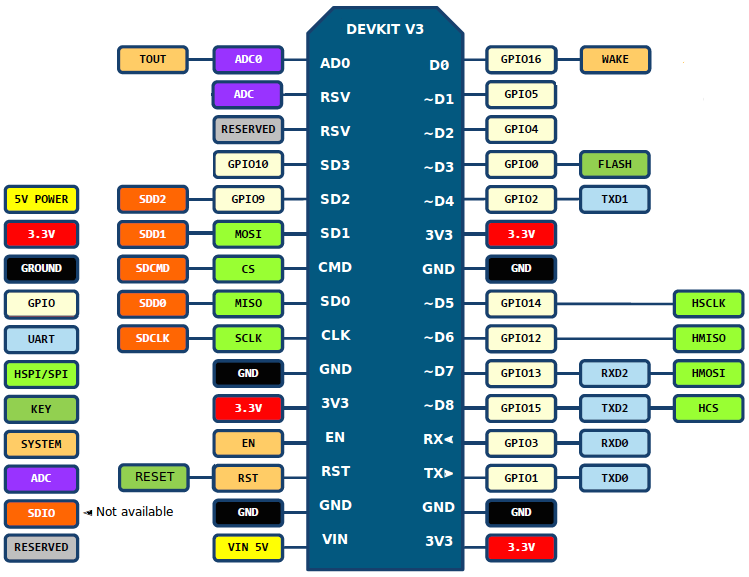 DEVKIT V3
TOUT ADC0 AD0 D0 GPIO16 WAKE
ADC RSV ~D1 GPIO5
RESERVED RSV ~D2 GPIO4
GPIO10 SD3 ~D3 GPIO0 FLASH
5V POWER SDD2 GPIO9 SD2 ~D4 GPIO2 TXD1
3.3V SDD1 MOSI SD1 3V3 3.3V
GROUND SDCMD CS CMD GND GND
GPIO SDD0 MISO SD0 ~D5 GPIO14 HSCLK
UART SDCLK SCLK CLK ~D6 GPIO12 HMISO
HSPI/SPI GND GND ~D7 GPIO13 RXD2 HMOSI
KEY 3.3V 3V3 ~D8 GPIO15 TXD2 HCS
SYSTEM EN EN RX GPIO3 RXD0
ADC RESET RST RST TX GPIO1 TXD0
SDIO Not available GND GND GND GND
RESERVED VIN 5V VIN 3V3 3.3V